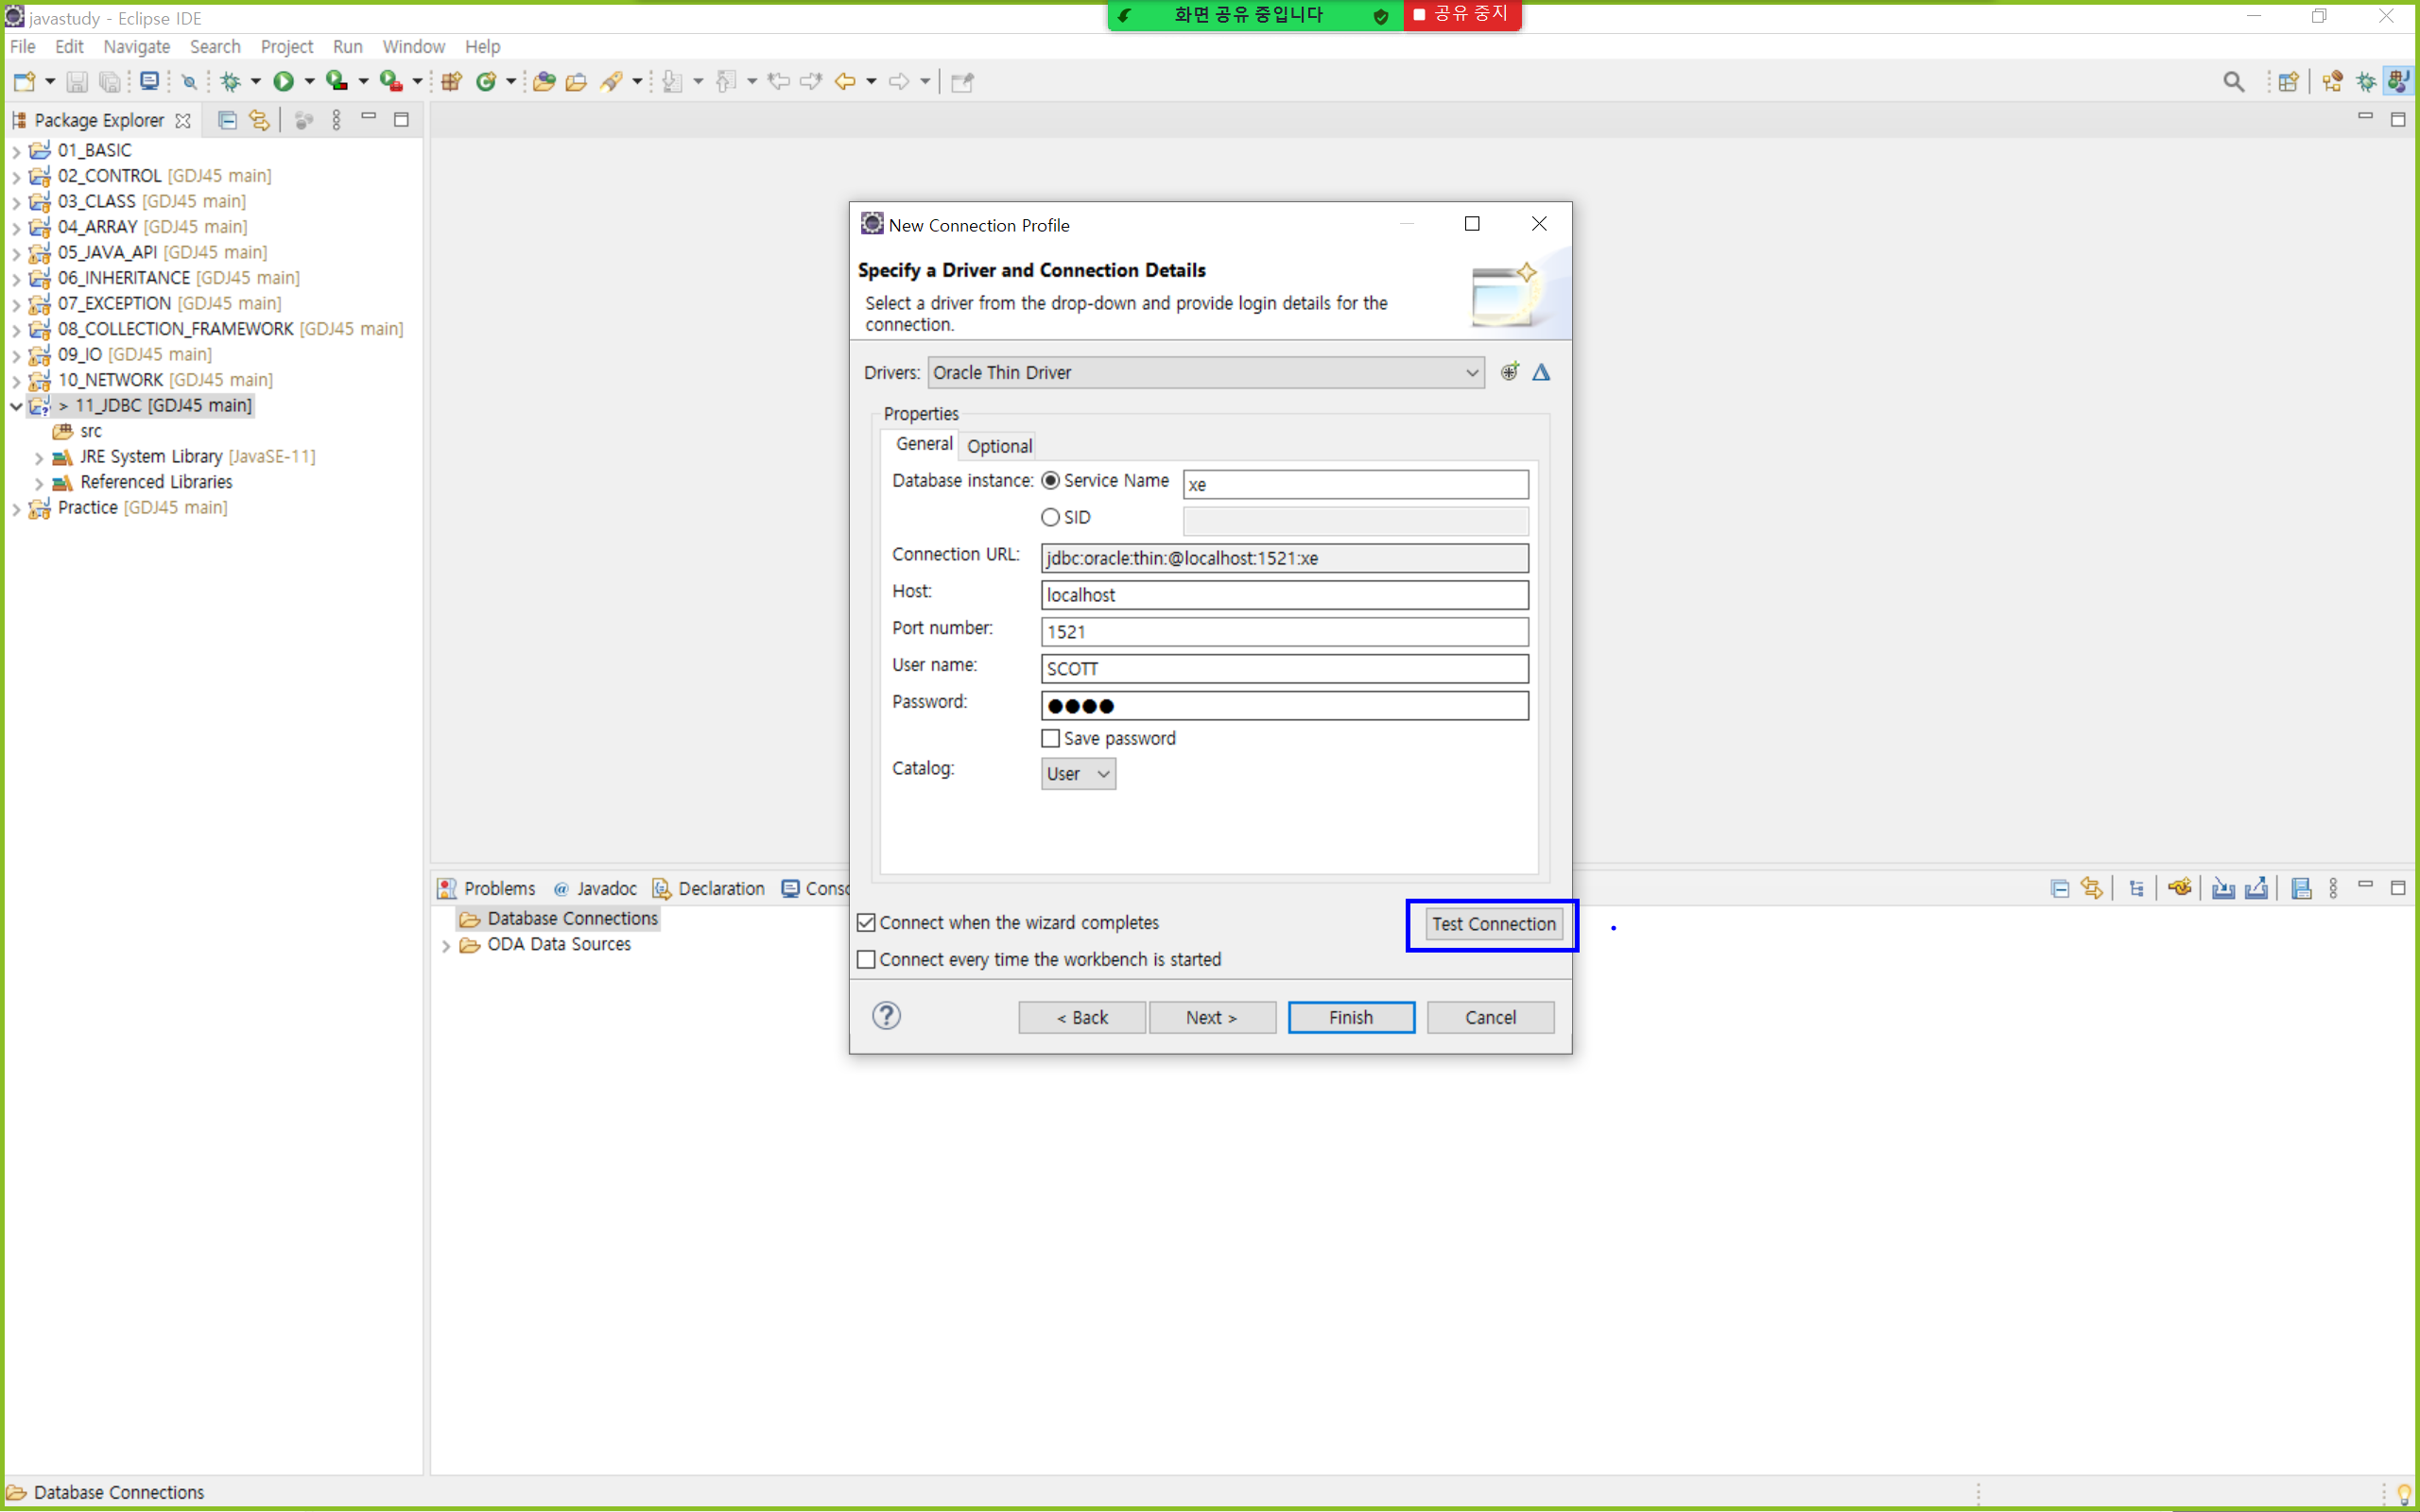 javastudy - Eclipse IDE
화면 공유 중입니다
공유 중지
File Edit Navigate Search Project Run Window Help
Package Explorer
01_BASIC
02_CONTROL [GDJ45 main]
03_CLASS [GDJ45 main]
04_ARRAY [GDJ45 main]
05_JAVA_API [GDJ45 main]
06_INHERITANCE [GDJ45 main]
07_EXCEPTION [GDJ45 main]
08_COLLECTION_FRAMEWORK [GDJ45 main]
09_IO [GDJ45 main]
10_NETWORK [GDJ45 main]
> 11_JDBC [GDJ45 main]
src
JRE System Library [JavaSE-11]
Referenced Libraries
Practice [GDJ45 main]
New Connection Profile
Specify a Driver and Connection Details
Select a driver from the drop-down and provide login details for the
connection.
Drivers: Oracle Thin Driver
Properties
General Optional
Database instance: Service Name xe
SID
Connection URL: jdbc:oracle:thin:@localhost:1521:xe
Host: localhost
Port number: 1521
User name: SCOTT
Password: ●●●●
Save password
Catalog: User
Connect when the wizard completes
Test Connection
Connect every time the workbench is started
? < Back Next > Finish Cancel
Problems @ Javadoc Declaration Conso
Database Connections
ODA Data Sources
Database Connections